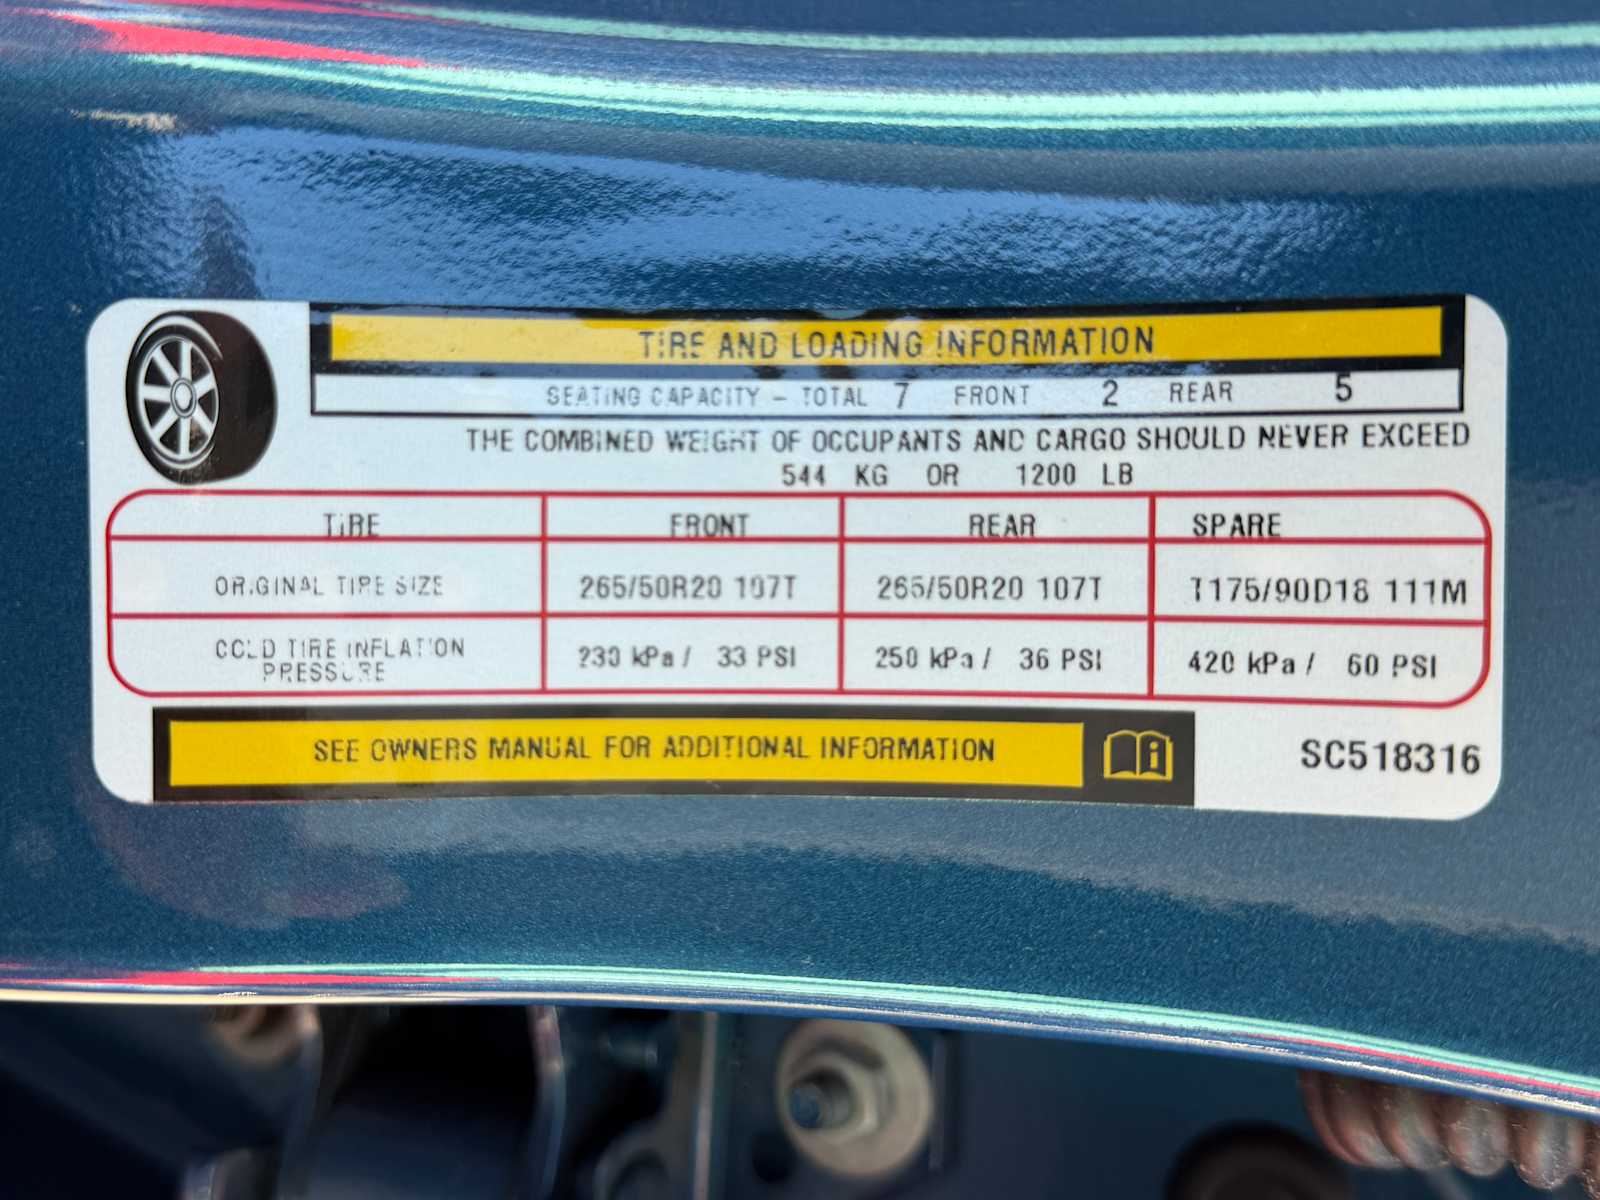 TIRE AND LOADING INFORMATION
SEATING CAPACITY - TOTAL 7 FRONT 2 REAR 5
THE COMBINED WEIGHT OF OCCUPANTS AND CARGO SHOULD NEVER EXCEED
544 KG OR 1200 LB
TIRE FRONT REAR SPARE
ORIGINAL TIRE SIZE 265/50R20 107T 265/50R20 107T T175/90D18 111M
COLD TIRE INFLATION PRESSURE 230 kPa / 33 PSI 250 kPa / 36 PSI 420 kPa / 60 PSI
SEE OWNERS MANUAL FOR ADDITIONAL INFORMATION
SC518316